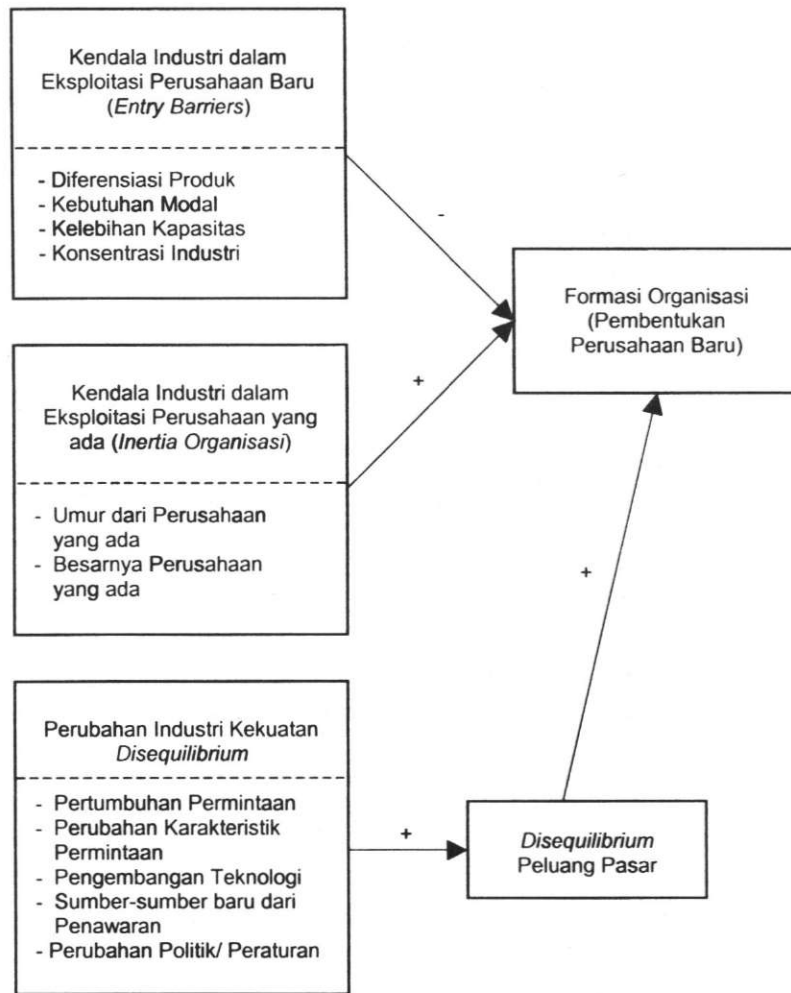 Kendala Industri dalam
Eksploitasi Perusahaan Baru
(Entry Barriers)
- Diferensiasi Produk
- Kebutuhan Modal
- Kelebihan Kapasitas
- Konsentrasi Industri
-
Formasi Organisasi
(Pembentukan
Perusahaan Baru)
Kendala Industri dalam
Eksploitasi Perusahaan yang
ada (Inertia Organisasi)
- Umur dari Perusahaan
yang ada
- Besarnya Perusahaan
yang ada
+
+
Perubahan Industri Kekuatan
Disequilibrium
- Pertumbuhan Permintaan
- Perubahan Karakteristik
Permintaan
- Pengembangan Teknologi
- Sumber-sumber baru dari
Penawaran
- Perubahan Politik/ Peraturan
+
Disequilibrium
Peluang Pasar